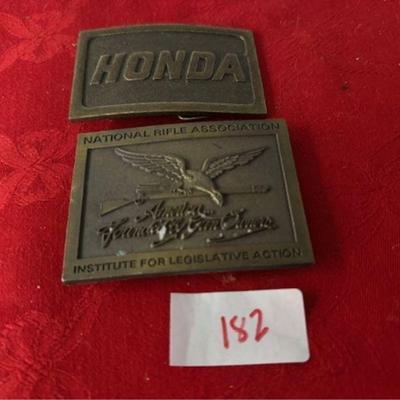 HONDA
NATIONAL RIFLE ASSOCIATION
America
Founded by Gun Owners
INSTITUTE FOR LEGISLATIVE ACTION
182